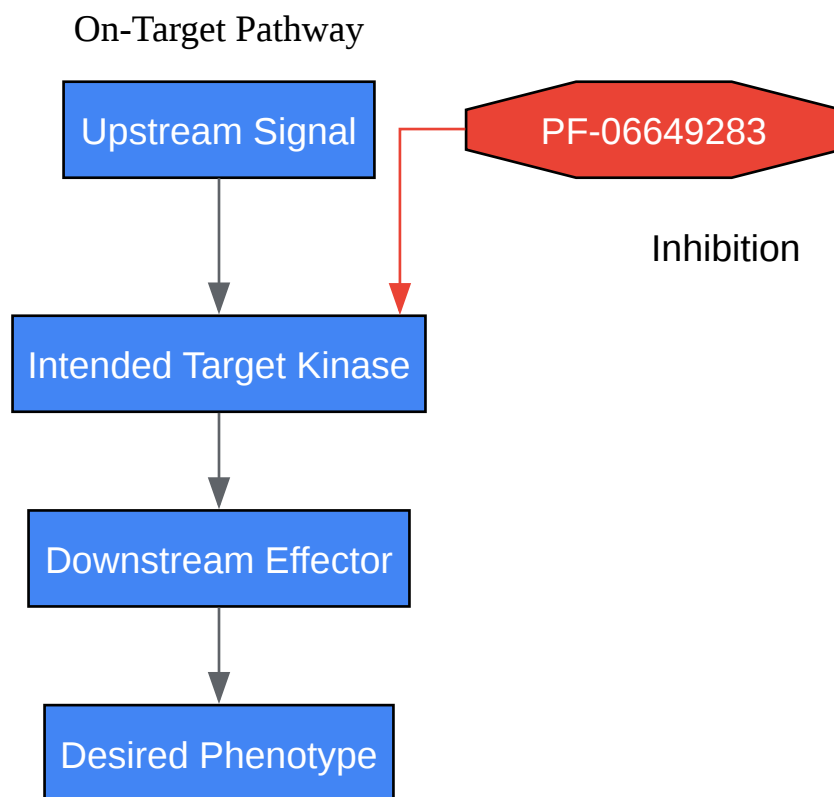 On-Target Pathway
Upstream Signal
PF-06649283
Inhibition
Intended Target Kinase
Downstream Effector
Desired Phenotype